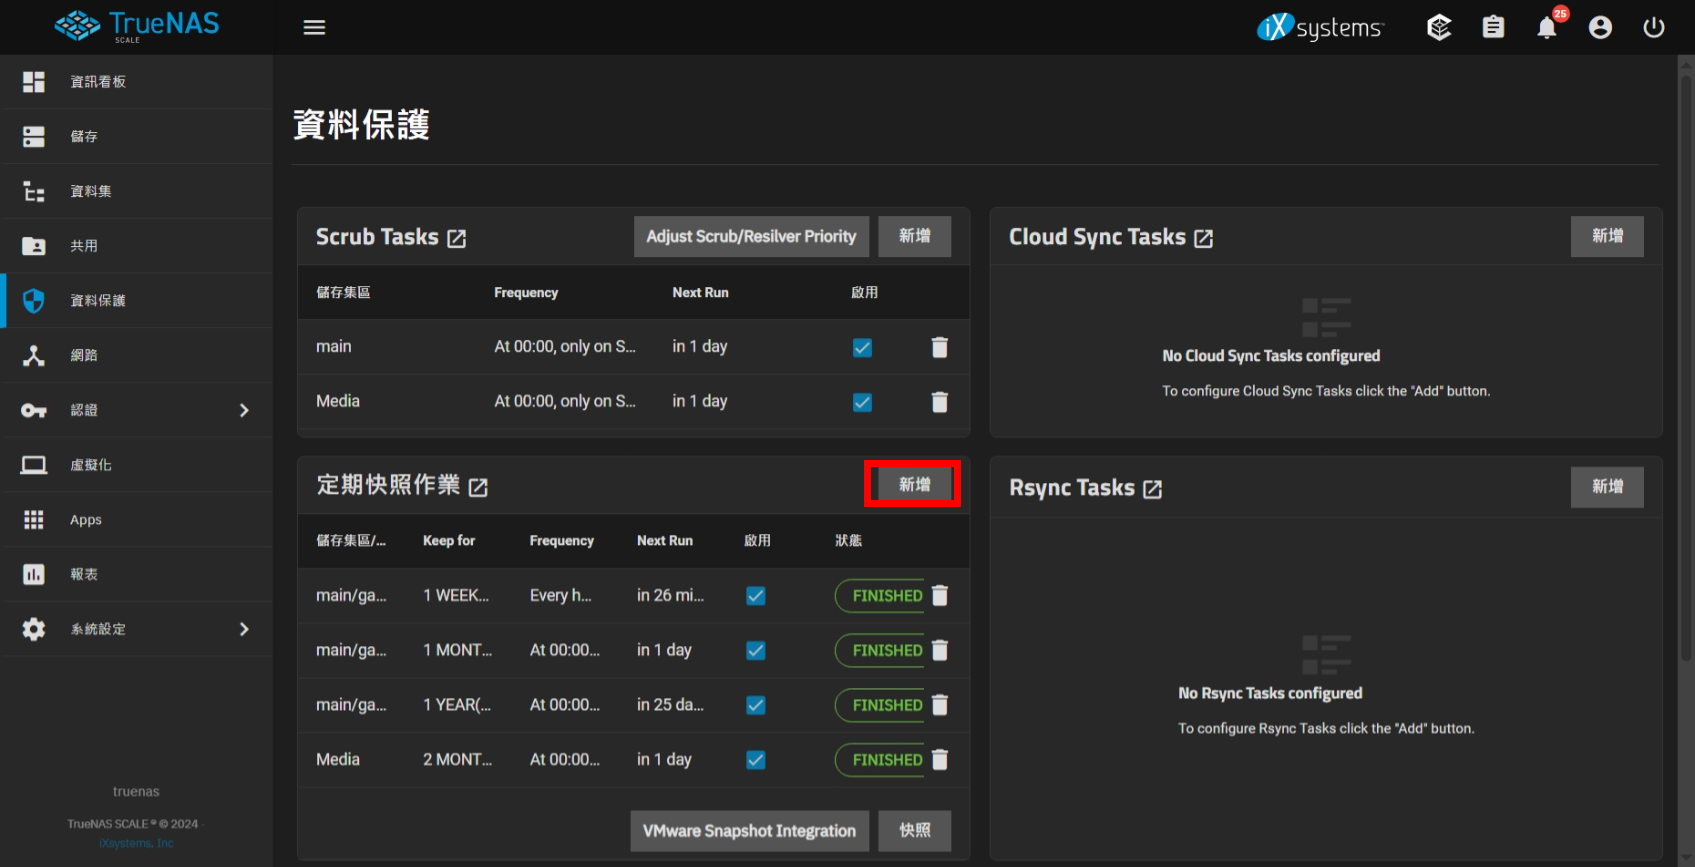 TrueNAS
SCALE
iXsystems™
25
資訊看板
儲存
資料集
共用
資料保護
網路
認證
虛擬化
Apps
報表
系統設定
truenas
TrueNAS SCALE ® © 2024 -
iXsystems, Inc
資料保護
Scrub Tasks
Adjust Scrub/Resilver Priority
新增
儲存集區 Frequency Next Run 啟用
main At 00:00, only on S... in 1 day
Media At 00:00, only on S... in 1 day
Cloud Sync Tasks
新增
No Cloud Sync Tasks configured
To configure Cloud Sync Tasks click the "Add" button.
定期快照作業
新增
儲存集區/... Keep for Frequency Next Run 啟用 狀態
main/ga... 1 WEEK... Every h... in 26 mi... FINISHED
main/ga... 1 MONT... At 00:00... in 1 day FINISHED
main/ga... 1 YEAR(... At 00:00... in 25 da... FINISHED
Media 2 MONT... At 00:00... in 1 day FINISHED
VMware Snapshot Integration
快照
Rsync Tasks
新增
No Rsync Tasks configured
To configure Rsync Tasks click the "Add" button.